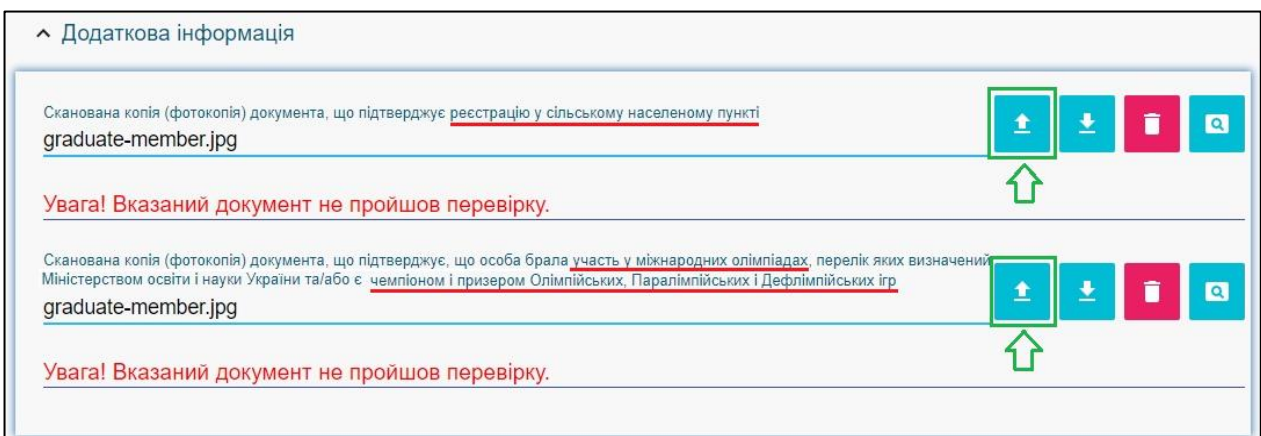 Додаткова інформація
Сканована копія (фотокопія) документа, що підтверджує реєстрацію у сільському населеному пункті
graduate-member.jpg
Увага! Вказаний документ не пройшов перевірку.
Сканована копія (фотокопія) документа, що підтверджує, що особа брала участь у міжнародних олімпіадах, перелік яких визначений
Міністерством освіти і науки України та/або є чемпіоном і призером Олімпійських, Паралімпійських і Дефлімпійських ігр
graduate-member.jpg
Увага! Вказаний документ не пройшов перевірку.